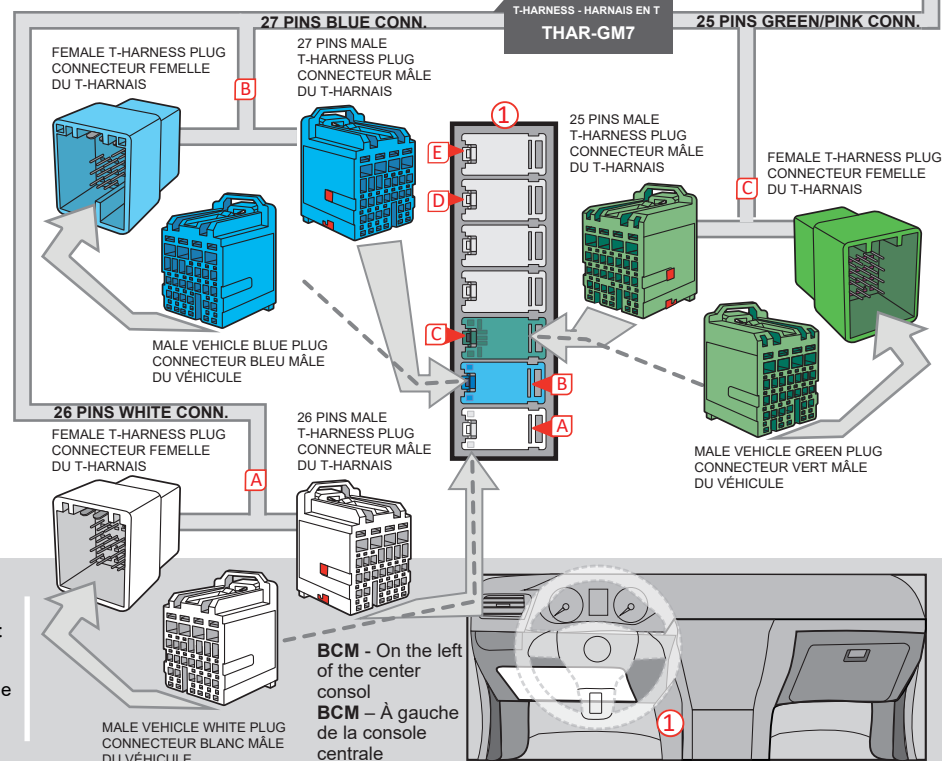 T-HARNESS - HARNAIS EN T
THAR-GM7
27 PINS BLUE CONN.
25 PINS GREEN/PINK CONN.
FEMALE T-HARNESS PLUG
CONNECTEUR FEMELLE
DU T-HARNAIS
B
27 PINS MALE
T-HARNESS PLUG
CONNECTEUR MÂLE
DU T-HARNAIS
1
E
D
C
B
A
25 PINS MALE
T-HARNESS PLUG
CONNECTEUR MÂLE
DU T-HARNAIS
C
FEMALE T-HARNESS PLUG
CONNECTEUR FEMELLE
DU T-HARNAIS
MALE VEHICLE BLUE PLUG
CONNECTEUR BLEU MÂLE
DU VÉHICULE
MALE VEHICLE GREEN PLUG
CONNECTEUR VERT MÂLE
DU VÉHICULE
26 PINS WHITE CONN.
FEMALE T-HARNESS PLUG
CONNECTEUR FEMELLE
DU T-HARNAIS
A
26 PINS MALE
T-HARNESS PLUG
CONNECTEUR MÂLE
DU T-HARNAIS
MALE VEHICLE WHITE PLUG
CONNECTEUR BLANC MÂLE
DU VÉHICULE
BCM - On the left
of the center
consol
BCM – À gauche
de la console
centrale
1